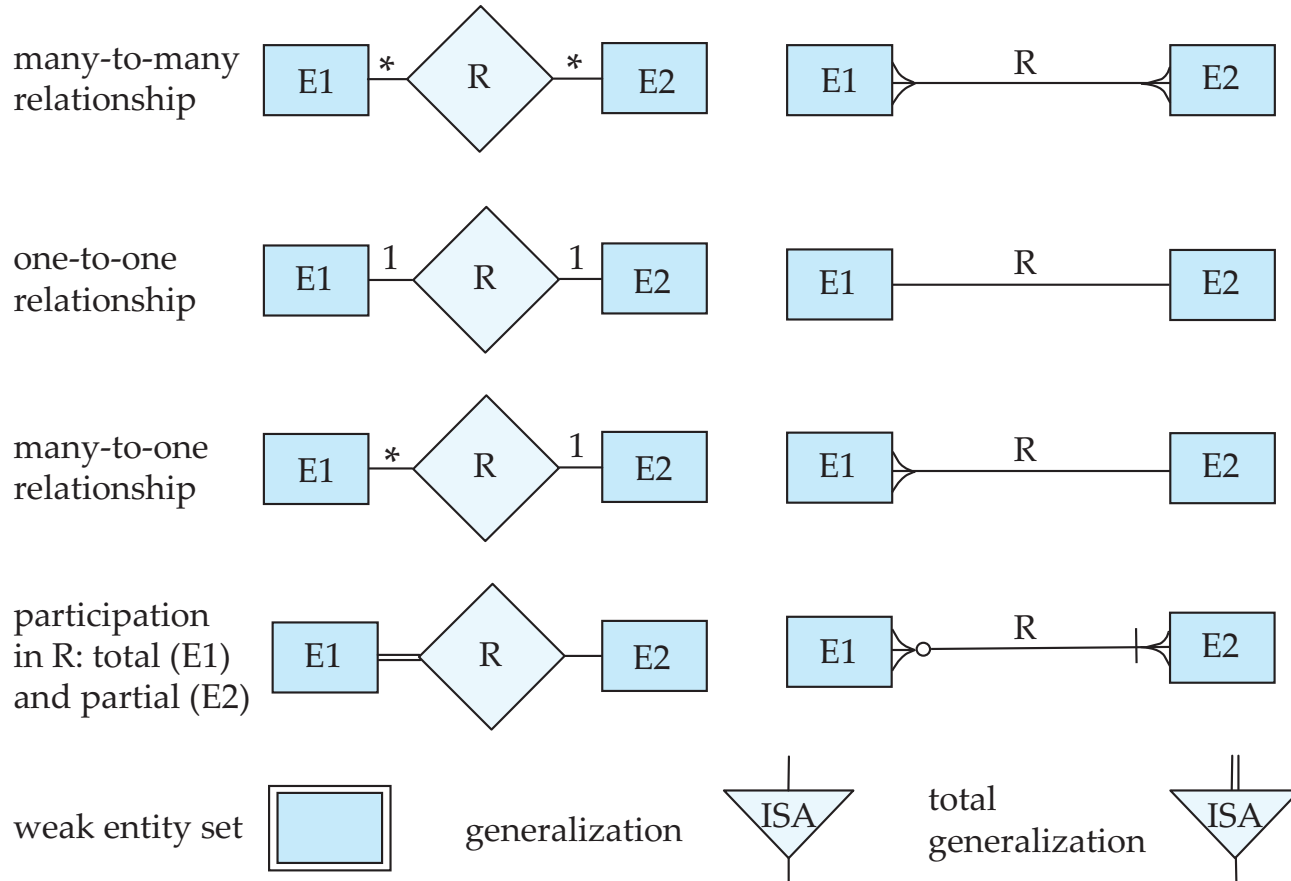 many-to-many
relationship
E1 * R * E2
E1 R E2
one-to-one
relationship
E1 1 R 1 E2
E1 R E2
many-to-one
relationship
E1 * R 1 E2
E1 R E2
participation
in R: total (E1)
and partial (E2)
E1 R E2
E1 R E2
weak entity set
generalization
ISA
total
generalization
ISA